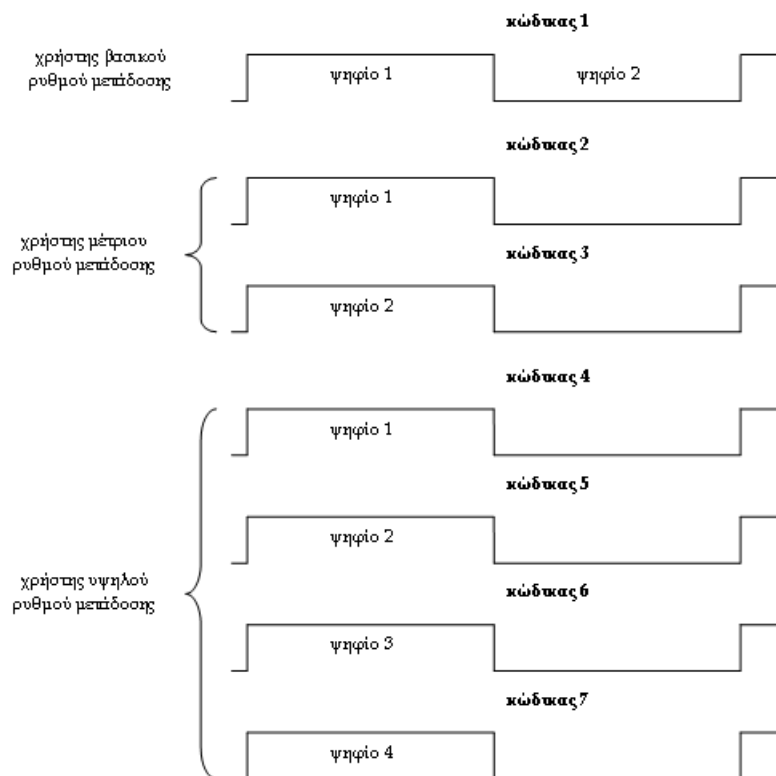 κώδικας 1
χρήστης βασικού
ρυθμού μετάδοσης
ψηφίο 1
ψηφίο 2
κώδικας 2
ψηφίο 1
χρήστης μέτριου
ρυθμού μετάδοσης
κώδικας 3
ψηφίο 2
κώδικας 4
ψηφίο 1
κώδικας 5
ψηφίο 2
χρήστης υψηλού
ρυθμού μετάδοσης
κώδικας 6
ψηφίο 3
κώδικας 7
ψηφίο 4